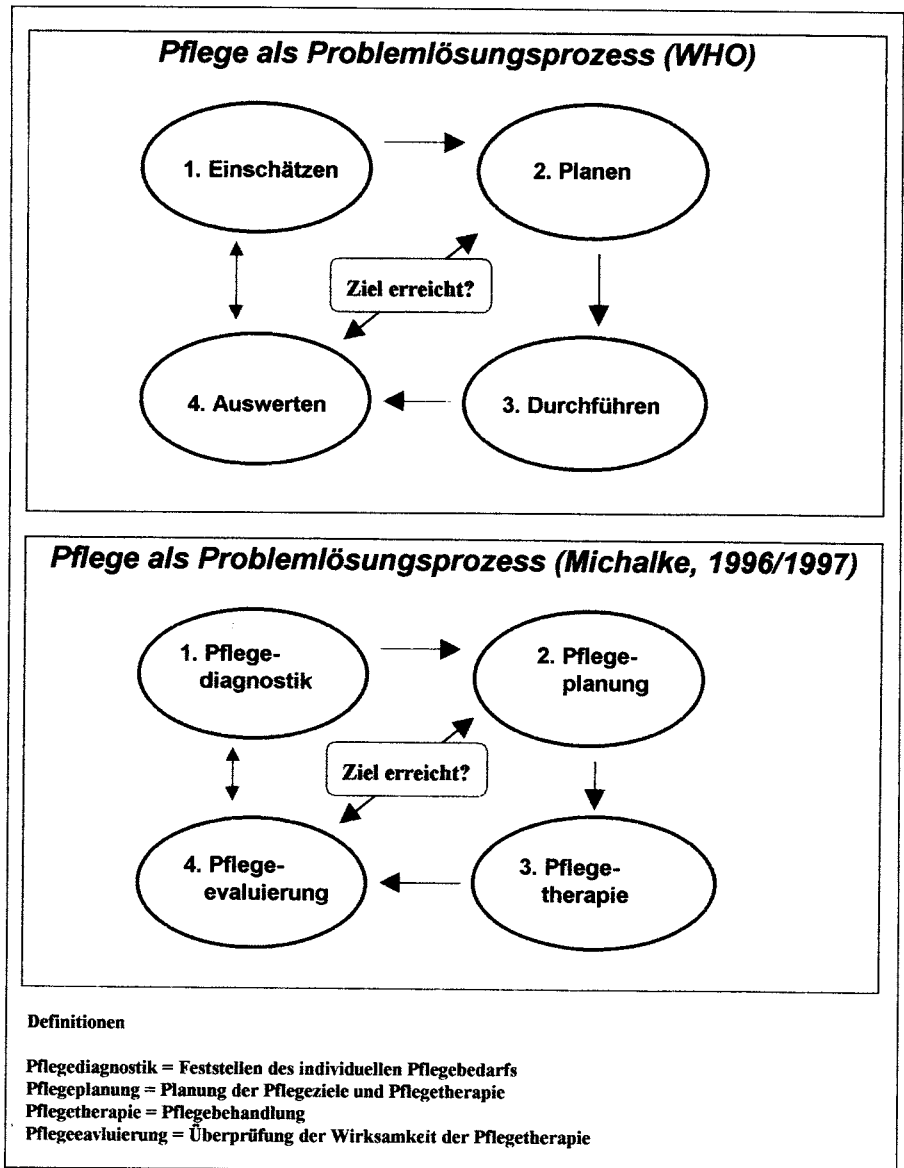 Pflege als Problemlösungsprozess (WHO)
1. Einschätzen
2. Planen
Ziel erreicht?
4. Auswerten
3. Durchführen
Pflege als Problemlösungsprozess (Michalke, 1996/1997)
1. Pflege-
diagnostik
2. Pflege-
planung
Ziel erreicht?
4. Pflege-
evaluierung
3. Pflege-
therapie
Definitionen
Pflegediagnostik = Feststellen des individuellen Pflegebedarfs
Pflegeplanung = Planung der Pflegeziele und Pflegetherapie
Pflegetherapie = Pflegebehandlung
Pflegeeavluierung = Überprüfung der Wirksamkeit der Pflegetherapie